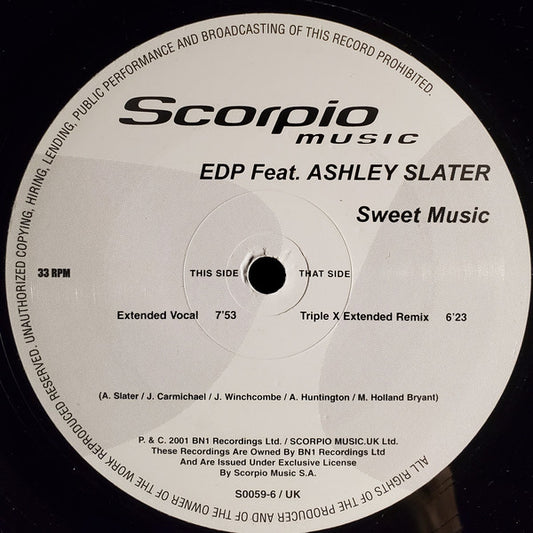 UNAUTHORIZED COPYING, HIRING, LENDING, PUBLIC PERFORMANCE AND BROADCASTING OF THIS RECORD PROHIBITED.
Scorpio
MUSIC
EDP Feat. ASHLEY SLATER
Sweet Music
33 RPM
THIS SIDE THAT SIDE
Extended Vocal 7'53 Triple X Extended Remix 6'23
(A. Slater / J. Carmichael / J. Winchcombe / A. Huntington / M. Holland Bryant)
P. & C. 2001 BN1 Recordings Ltd. / SCORPIO MUSIC.UK Ltd.
These Recordings Are Owned By BN1 Recordings Ltd
And Are Issued Under Exclusive License
By Scorpio Music S.A.
S0059-6 / UK
ALL RIGHTS OF THE PRODUCER AND OF THE OWNER OF THE WORK REPRODUCED RESERVED.